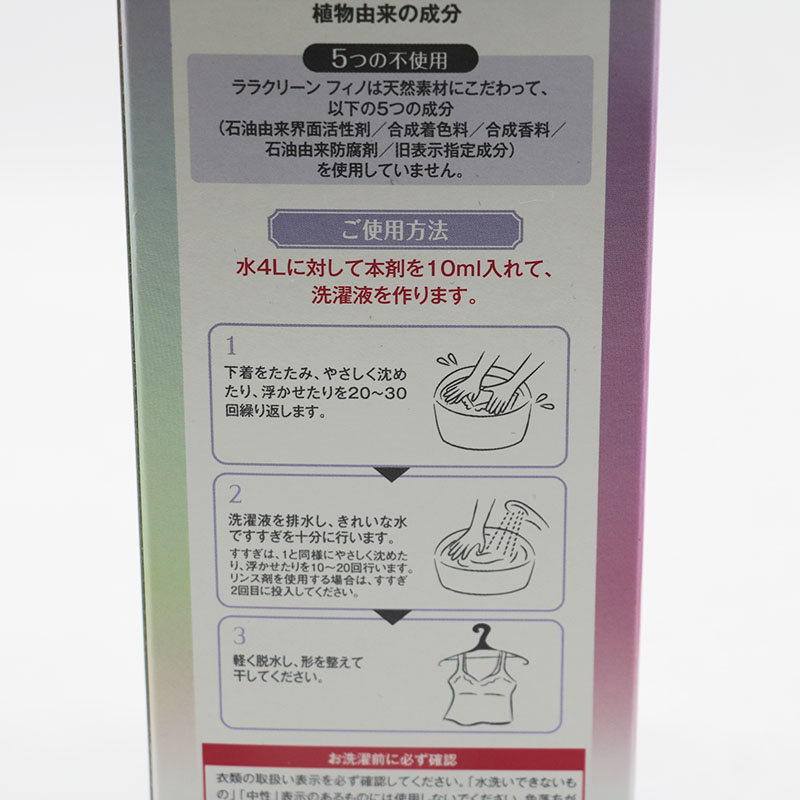 植物由来の成分
5つの不使用
ララクリーン フィノは天然素材にこだわって、
以下の5つの成分
(石油由来界面活性剤/合成着色料/合成香料/
石油由来防腐剤/旧表示指定成分)
を使用していません。
ご使用方法
水4Lに対して本剤を10ml入れて、
洗濯液を作ります。
1
下着をたたみ、やさしく沈め
たり、浮かせたりを20〜30
回繰り返します。
2
洗濯液を排水し、きれいな水
ですすぎを十分に行います。
すすぎは、1と同様にやさしく沈めた
り、浮かせたりを10〜20回行います。
リンス剤を使用する場合は、すすぎ
2回目に投入してください。
3
軽く脱水し、形を整えて
干してください。
お洗濯前に必ず確認
衣類の取扱い表示を必ず確認してください。「水洗いできないも
の」「中性」表示のあるものには使用しないでください。色落ちが